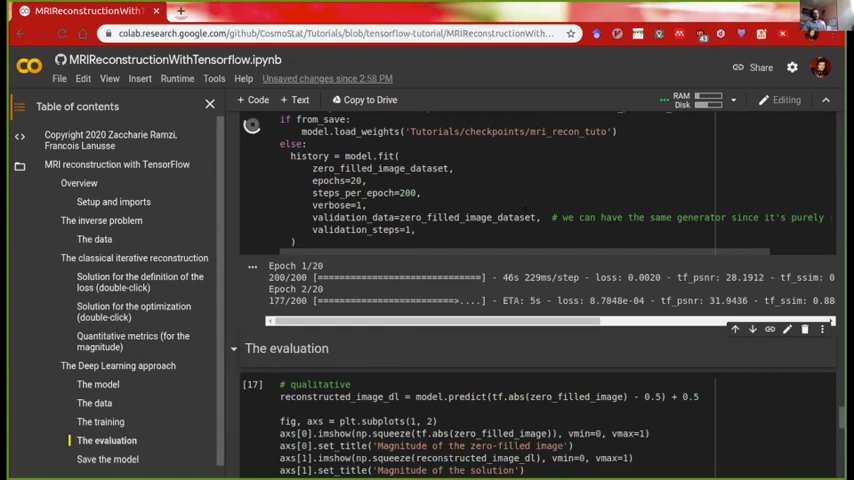 MRIReconstructionWithT
colab.research.google.com/github/CosmoStat/Tutorials/blob/tensorflow-tutorial/MRIReconstructionWith...
43
MRIReconstructionWithTensorflow.ipynb
Share
File Edit View Insert Runtime Tools Help Unsaved changes since 2:58 PM
Table of contents
+ Code + Text Copy to Drive
RAM
Disk
Editing
Copyright 2020 Zaccharie Ramzi,
Francois Lanusse
MRI reconstruction with TensorFlow
Overview
Setup and imports
The inverse problem
The data
The classical iterative reconstruction
Solution for the definition of the
loss (double-click)
Solution for the optimization
(double-click)
Quantitative metrics (for the
magnitude)
The Deep Learning approach
The model
The data
The training
The evaluation
Save the model
if from_save:
model.load_weights('Tutorials/checkpoints/mri_recon_tuto')
else:
history = model.fit(
zero_filled_image_dataset,
epochs=20,
steps_per_epoch=200,
verbose=1,
validation_data=zero_filled_image_dataset, # we can have the same generator since it's purely
validation_steps=1,
)
Epoch 1/20
200/200 [==============================] - 46s 229ms/step - loss: 0.0020 - tf_psnr: 28.1912 - tf_ssim: 0
Epoch 2/20
177/200 [==========================>....] - ETA: 5s - loss: 8.7048e-04 - tf_psnr: 31.9436 - tf_ssim: 0.88
The evaluation
[17] # qualitative
reconstructed_image_dl = model.predict(tf.abs(zero_filled_image) - 0.5) + 0.5
fig, axs = plt.subplots(1, 2)
axs[0].imshow(np.squeeze(tf.abs(zero_filled_image)), vmin=0, vmax=1)
axs[0].set_title('Magnitude of the zero-filled image')
axs[1].imshow(np.squeeze(reconstructed_image_dl), vmin=0, vmax=1)
axs[1].set_title('Magnitude of the solution')